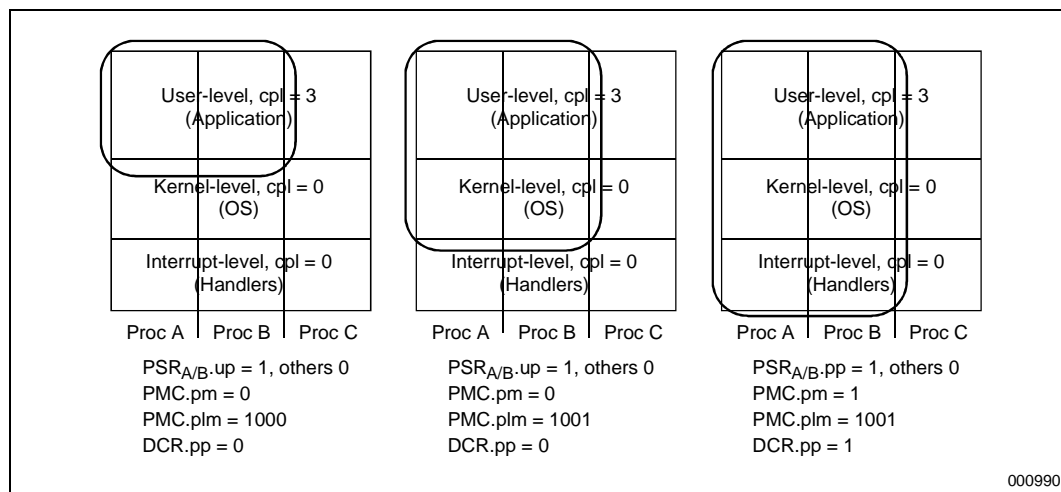 User-level, cpl = 3
(Application)
Kernel-level, cpl = 0
(OS)
Interrupt-level, cpl = 0
(Handlers)
Proc A Proc B Proc C
PSRA/B.up = 1, others 0
PMC.pm = 0
PMC.plm = 1000
DCR.pp = 0
User-level, cpl = 3
(Application)
Kernel-level, cpl = 0
(OS)
Interrupt-level, cpl = 0
(Handlers)
Proc A Proc B Proc C
PSRA/B.up = 1, others 0
PMC.pm = 0
PMC.plm = 1001
DCR.pp = 0
User-level, cpl = 3
(Application)
Kernel-level, cpl = 0
(OS)
Interrupt-level, cpl = 0
(Handlers)
Proc A Proc B Proc C
PSRA/B.pp = 1, others 0
PMC.pm = 1
PMC.plm = 1001
DCR.pp = 1
000990